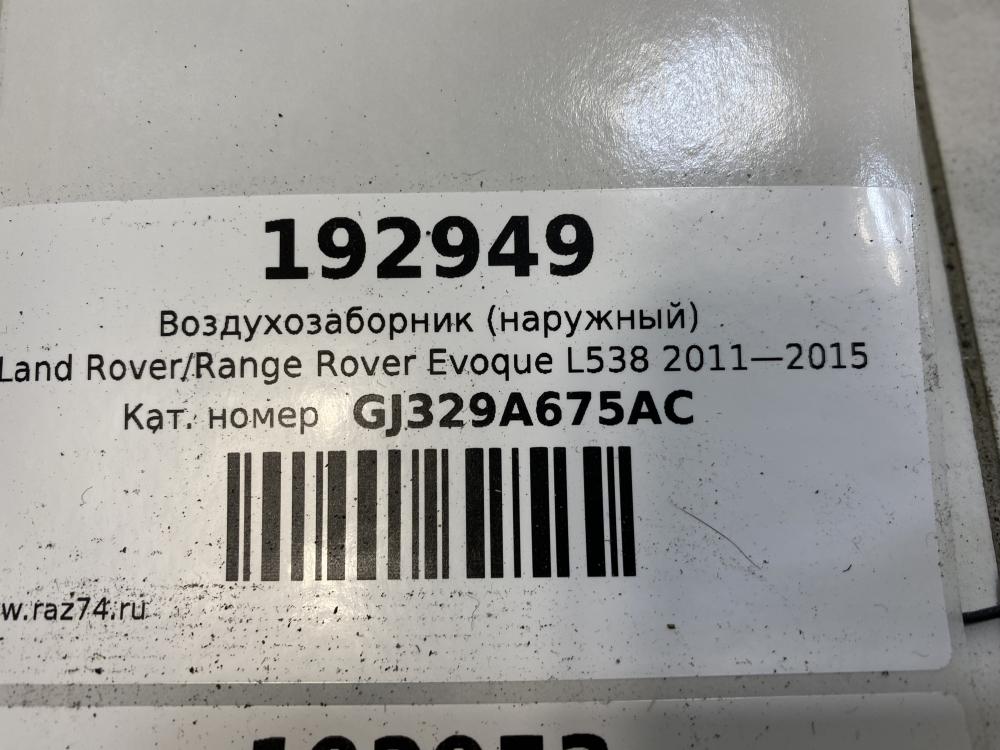 192949
Воздухозаборник (наружный)
Land Rover/Range Rover Evoque L538 2011—2015
Кат. номер GJ329A675AC
w.raz74.ru